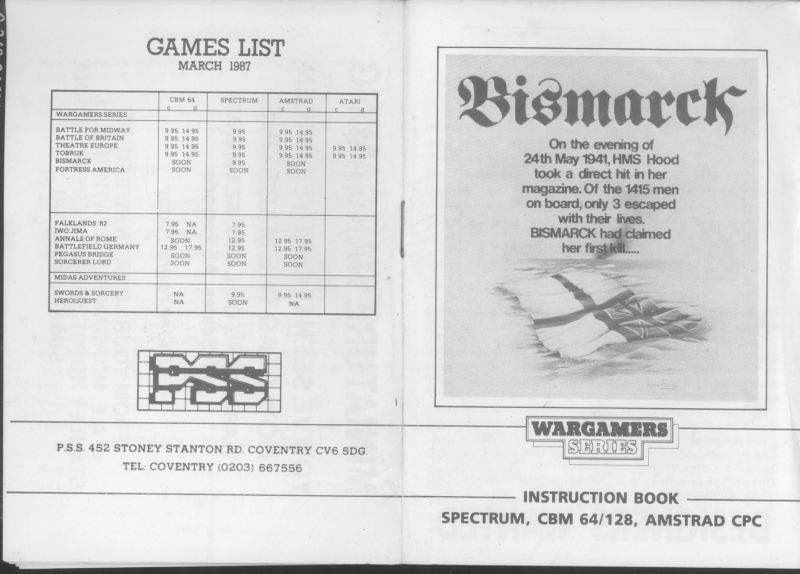 GAMES LIST
MARCH 1987
CBM 64 SPECTRUM AMSTRAD ATARI
c d c d c d
WARGAMERS SERIES
BATTLE FOR MIDWAY 9.95 14.95 9.95 9.95 14.95
BATTLE OF BRITAIN 9.95 14.95 9.95 9.95 14.95
THEATRE EUROPE 9.95 14.95 9.95 9.95 14.95 9.95 14.95
TOBRUK 9.95 14.95 9.95 9.95 14.95 9.95 14.95
BISMARCK SOON 9.95 SOON
FORTRESS AMERICA SOON SOON SOON
FALKLANDS '82 7.95 NA 7.95
IWO JIMA 7.95 NA 7.95
ANNALS OF ROME SOON 12.95 12.95 17.95
BATTLEFIELD GERMANY 12.95 17.95 12.95 12.95 17.95
PEGASUS BRIDGE SOON SOON SOON
SORCERER LORD SOON SOON SOON
MIDAS ADVENTURES
SWORDS & SORCERY NA 9.95 9.95 14.95
HEROQUEST NA SOON NA
PSS
P.S.S. 452 STONEY STANTON RD. COVENTRY CV6 5DG.
TEL: COVENTRY (0203) 667556
Bismarck
On the evening of
24th May 1941, HMS Hood
took a direct hit in her
magazine. Of the 1415 men
on board, only 3 escaped
with their lives.
BISMARCK had claimed
her first kill.....
WARGAMERS
SERIES
INSTRUCTION BOOK
SPECTRUM, CBM 64/128, AMSTRAD CPC